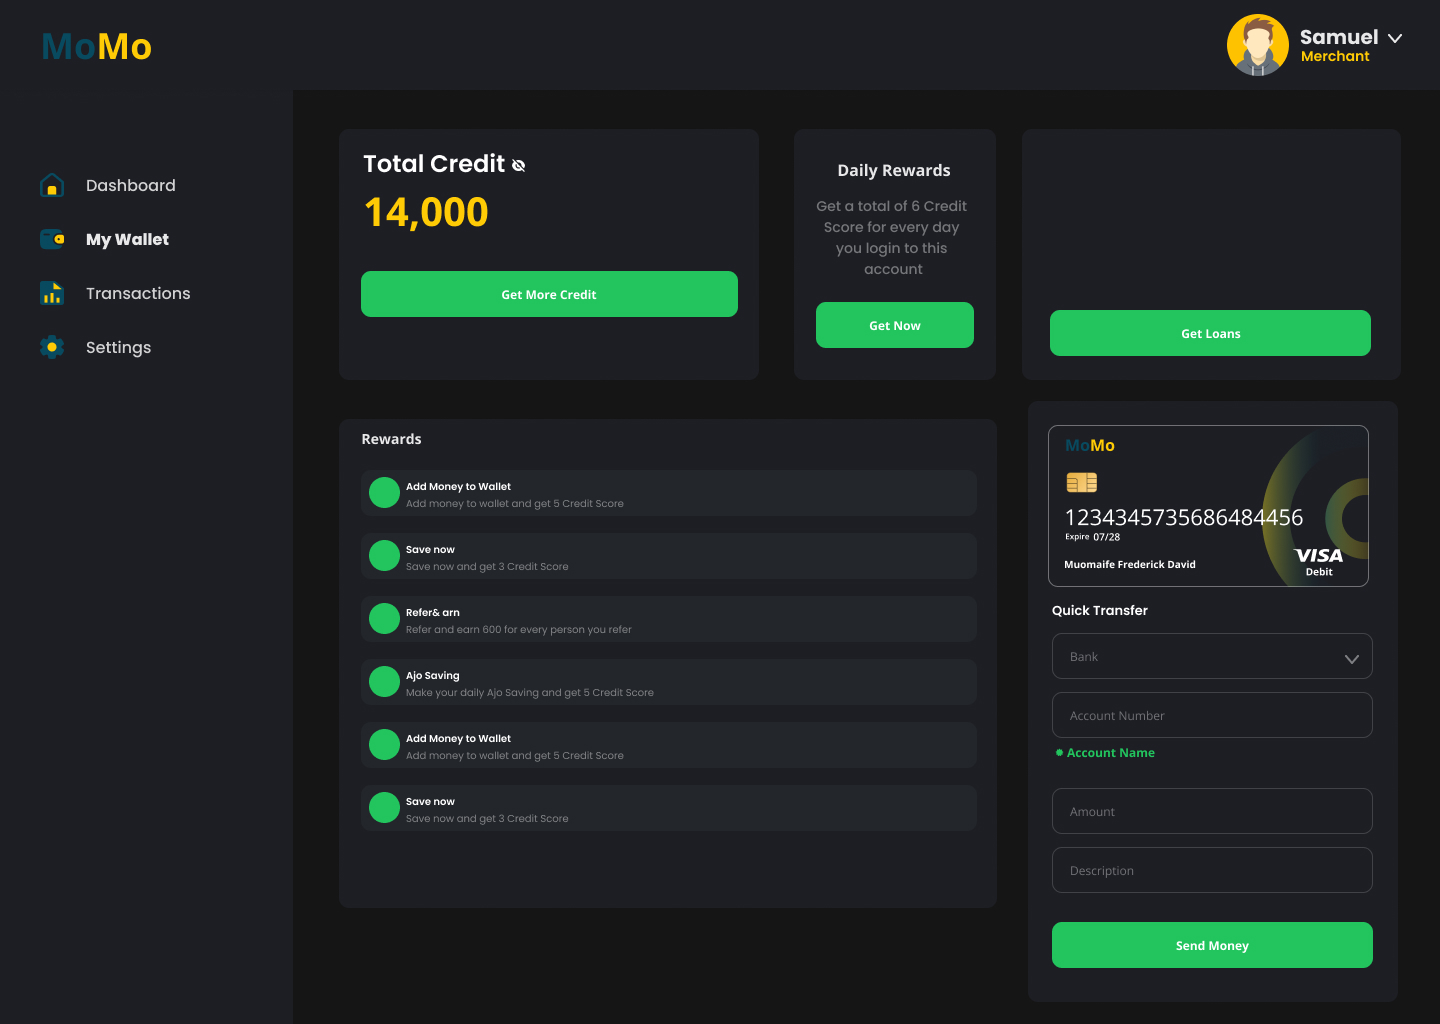 MoMo
Samuel
Merchant
Dashboard
My Wallet
Transactions
Settings
Total Credit
14,000
Get More Credit
Daily Rewards
Get a total of 6 Credit
Score for every day
you login to this
account
Get Now
Get Loans
Rewards
Add Money to Wallet
Add money to wallet and get 5 Credit Score
Save now
Save now and get 3 Credit Score
Refer& arn
Refer and earn 600 for every person you refer
Ajo Saving
Make your daily Ajo Saving and get 5 Credit Score
Add Money to Wallet
Add money to wallet and get 5 Credit Score
Save now
Save now and get 3 Credit Score
MoMo
1234345735686484456
Expire 07/28
Muomaife Frederick David
VISA
Debit
Quick Transfer
Bank
Account Number
Account Name
Amount
Description
Send Money